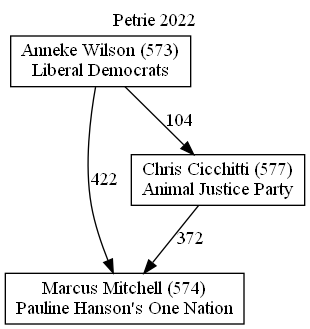 Petrie 2022
Anneke Wilson (573)
Liberal Democrats
104
Chris Cicchitti (577)
Animal Justice Party
422
372
Marcus Mitchell (574)
Pauline Hanson's One Nation